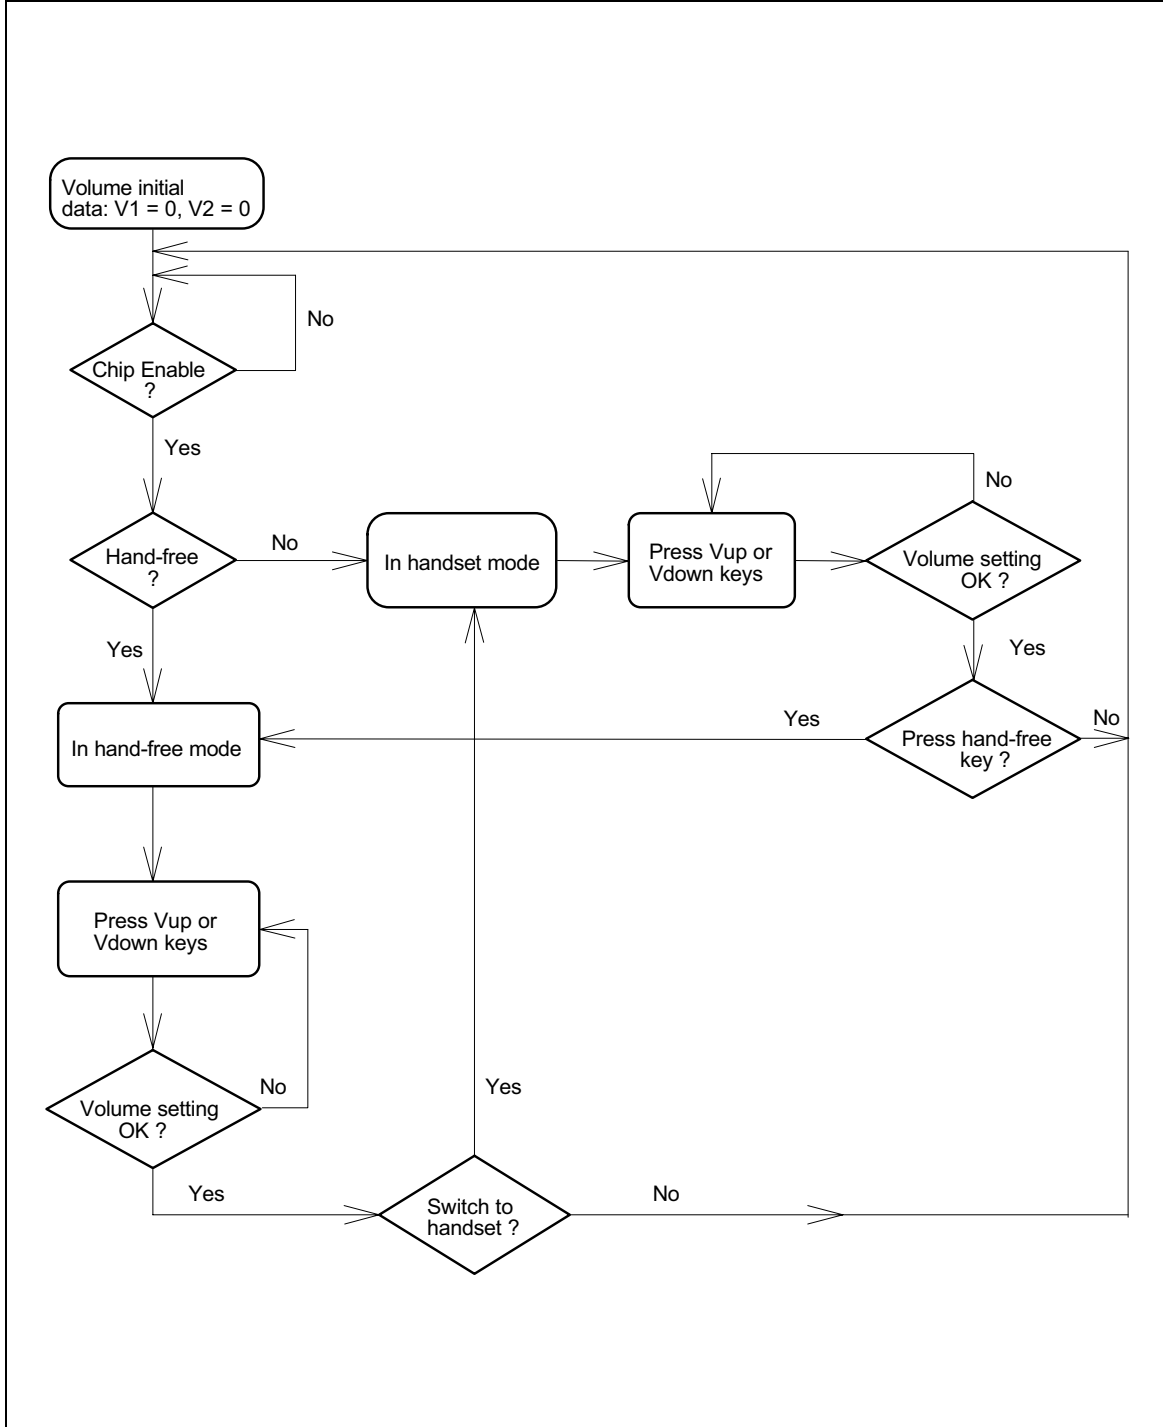 Volume initial
data: V1 = 0, V2 = 0
No
Chip Enable
?
Yes
No
Hand-free
?
No
In handset mode
Press Vup or
Vdown keys
Volume setting
OK ?
Yes
Yes
In hand-free mode
Yes
Press hand-free
key ?
No
Press Vup or
Vdown keys
No
Volume setting
OK ?
Yes
Yes
Switch to
handset ?
No